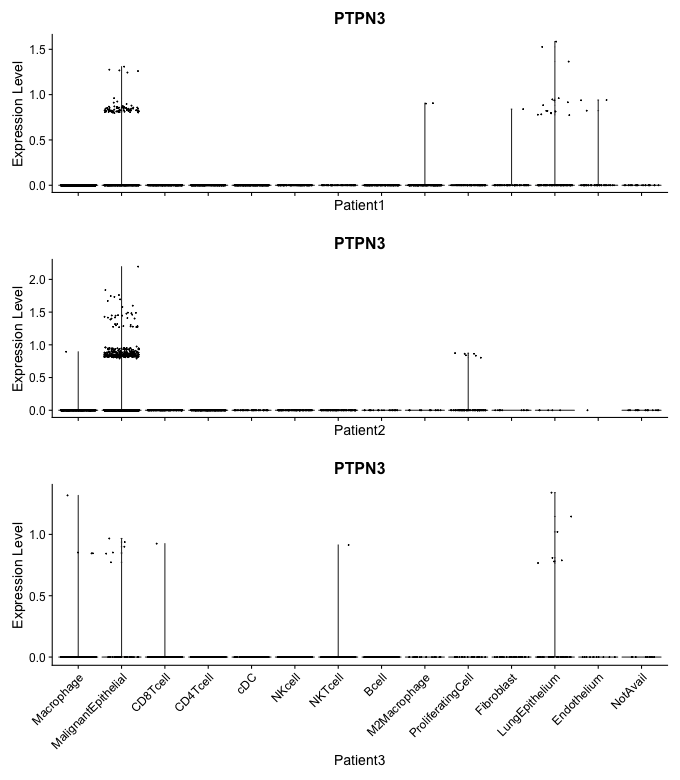 PTPN3
Expression Level
1.5
1.0
0.5
0.0
Patient1
PTPN3
Expression Level
2.0
1.5
1.0
0.5
0.0
Patient2
PTPN3
Expression Level
1.0
0.5
0.0
Macrophage
MalignantEpithelial
CD8Tcell
CD4Tcell
cDC
NKcell
NKTcell
Bcell
M2Macrophage
ProliferatingCell
Fibroblast
LungEpithelium
Endothelium
NotAvail
Patient3